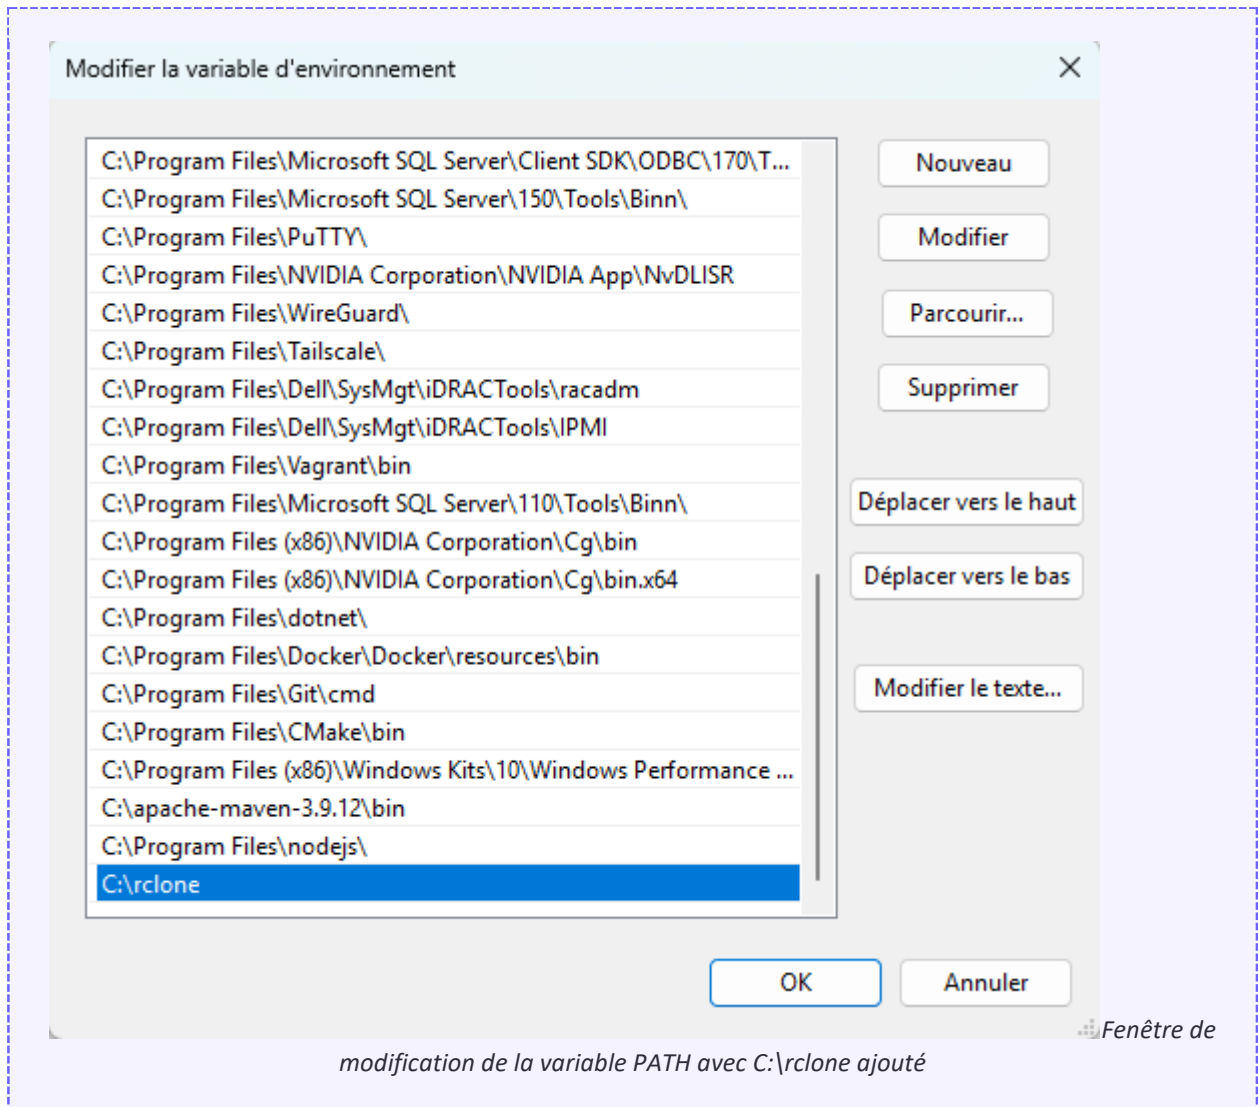 Modifier la variable d'environnement
C:\Program Files\Microsoft SQL Server\Client SDK\ODBC\170\T...
Nouveau
C:\Program Files\Microsoft SQL Server\150\Tools\Binn\
C:\Program Files\PuTTY\
Modifier
C:\Program Files\NVIDIA Corporation\NVIDIA App\NvDLISR
C:\Program Files\WireGuard\
Parcourir...
C:\Program Files\Tailscale\
C:\Program Files\Dell\SysMgt\iDRACTools\racadm
Supprimer
C:\Program Files\Dell\SysMgt\iDRACTools\IPMI
C:\Program Files\Vagrant\bin
C:\Program Files\Microsoft SQL Server\110\Tools\Binn\
Déplacer vers le haut
C:\Program Files (x86)\NVIDIA Corporation\Cg\bin
C:\Program Files (x86)\NVIDIA Corporation\Cg\bin.x64
Déplacer vers le bas
C:\Program Files\dotnet\
C:\Program Files\Docker\Docker\resources\bin
C:\Program Files\Git\cmd
Modifier le texte...
C:\Program Files\CMake\bin
C:\Program Files (x86)\Windows Kits\10\Windows Performance ...
C:\apache-maven-3.9.12\bin
C:\Program Files\nodejs\
C:\rclone
OK
Annuler
Fenêtre de
modification de la variable PATH avec C:\rclone ajouté